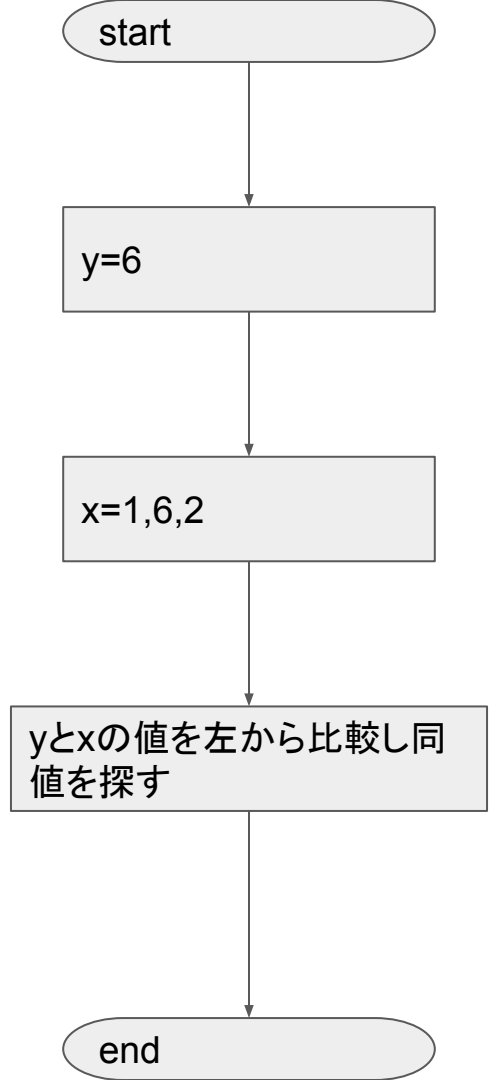 start
y=6
x=1,6,2
yとxの値を左から比較し同
値を探す
end